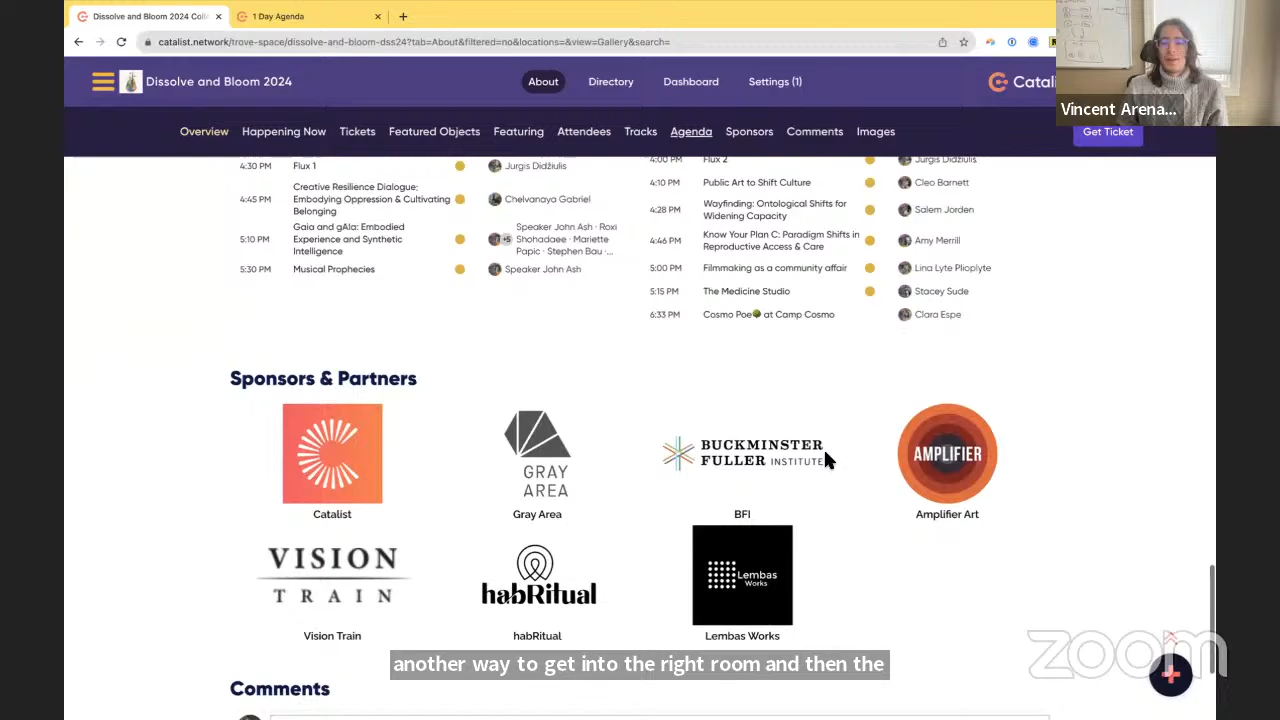 Dissolve and Bloom 2024 Coll
1 Day Agenda
catalist.network/trove-space/dissolve-and-bloom-dss24?tab=About&filtered=no&locations=&view=Gallery&search=
Vincent Arena...
Dissolve and Bloom 2024
About
Directory
Dashboard
Settings (1)
Catali
Overview
Happening Now
Tickets
Featured Objects
Featuring
Attendees
Tracks
Agenda
Sponsors
Comments
Images
Get Ticket
4:30 PM Flux 1 Jurgis Didžiulis
4:45 PM Creative Resilience Dialogue:
Embodying Oppression & Cultivating
Belonging
Chelvanaya Gabriel
5:10 PM Gaia and gAIa: Embodied
Experience and Synthetic
Intelligence
+5
Speaker John Ash · Roxi
Shohadaee · Mariette
Papic · Stephen Bau · ...
5:30 PM Musical Prophecies Speaker John Ash
4:00 PM Flux 2 Jurgis Didžiulis
4:10 PM Public Art to Shift Culture Cleo Barnett
4:28 PM Wayfinding: Ontological Shifts for
Widening Capacity
Salem Jorden
4:46 PM Know Your Plan C: Paradigm Shifts in
Reproductive Access & Care
Amy Merrill
5:00 PM Filmmaking as a community affair Lina Lyte Plioplyte
5:15 PM The Medicine Studio Stacey Sude
6:33 PM Cosmo Poe🌳 at Camp Cosmo Clara Espe
Sponsors & Partners
GRAY
AREA
BUCKMINSTER
FULLER INSTITUTE
AMPLIFIER
Catalist
Gray Area
BFI
Amplifier Art
VISION
TRAIN
habRitual
Lembas
Works
Vision Train
habRitual
Lembas Works
another way to get into the right room and then the
zoom
Comments